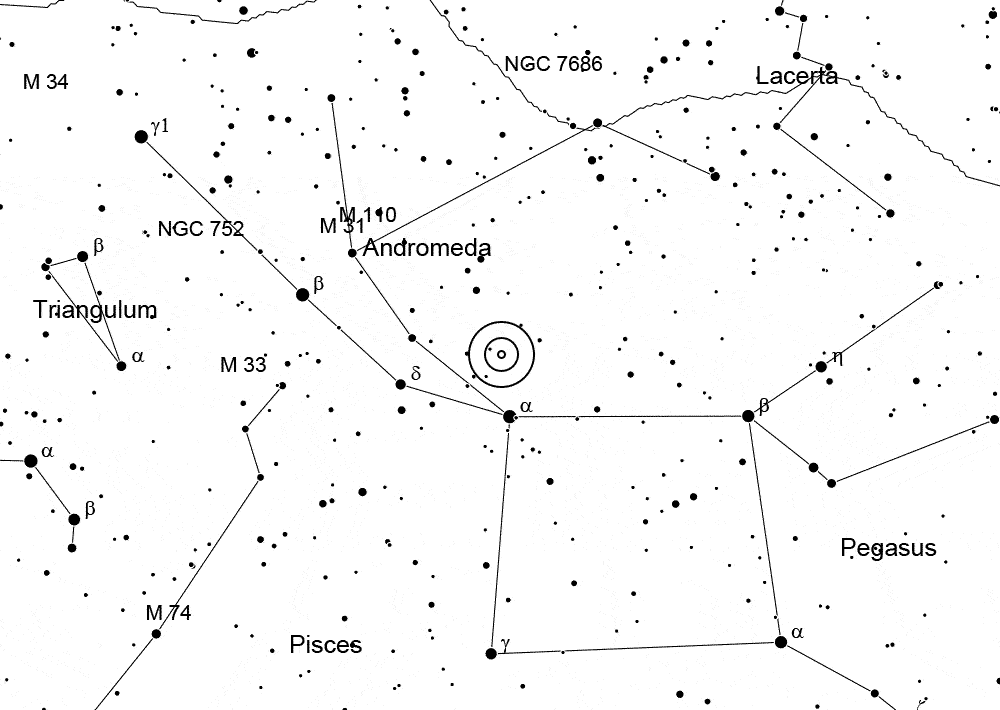 NGC 7686
Lacerta
M 34
γ1
M 110
M 31
NGC 752
Andromeda
β
β
Triangulum
α
M 33
δ
η
α
β
α
β
Pegasus
M 74
Pisces
γ
α
ζ